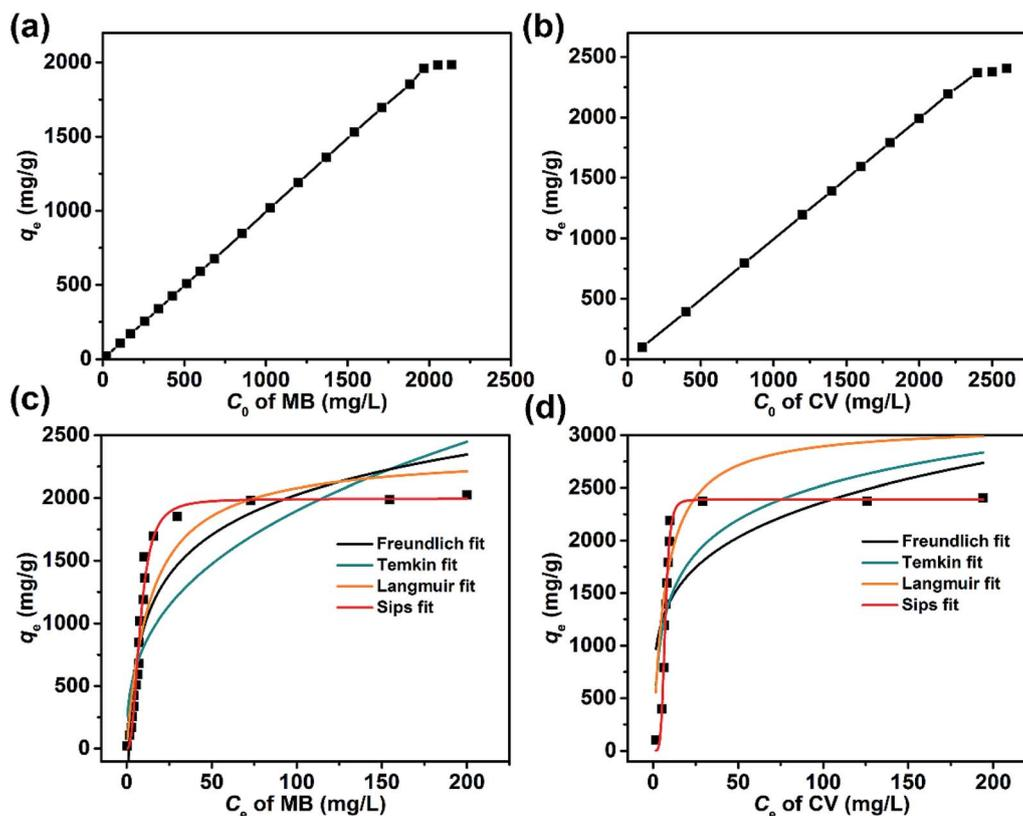 (a)
2000
1500
1000
500
0
qe (mg/g)
0 500 1000 1500 2000 2500
C0 of MB (mg/L)
(b)
2500
2000
1500
1000
500
0
qe (mg/g)
0 500 1000 1500 2000 2500
C0 of CV (mg/L)
(c)
2500
2000
1500
1000
500
0
qe (mg/g)
Freundlich fit
Temkin fit
Langmuir fit
Sips fit
0 50 100 150 200
Ce of MB (mg/L)
(d)
3000
2500
2000
1500
1000
500
0
qe (mg/g)
Freundlich fit
Temkin fit
Langmuir fit
Sips fit
0 50 100 150 200
Ce of CV (mg/L)